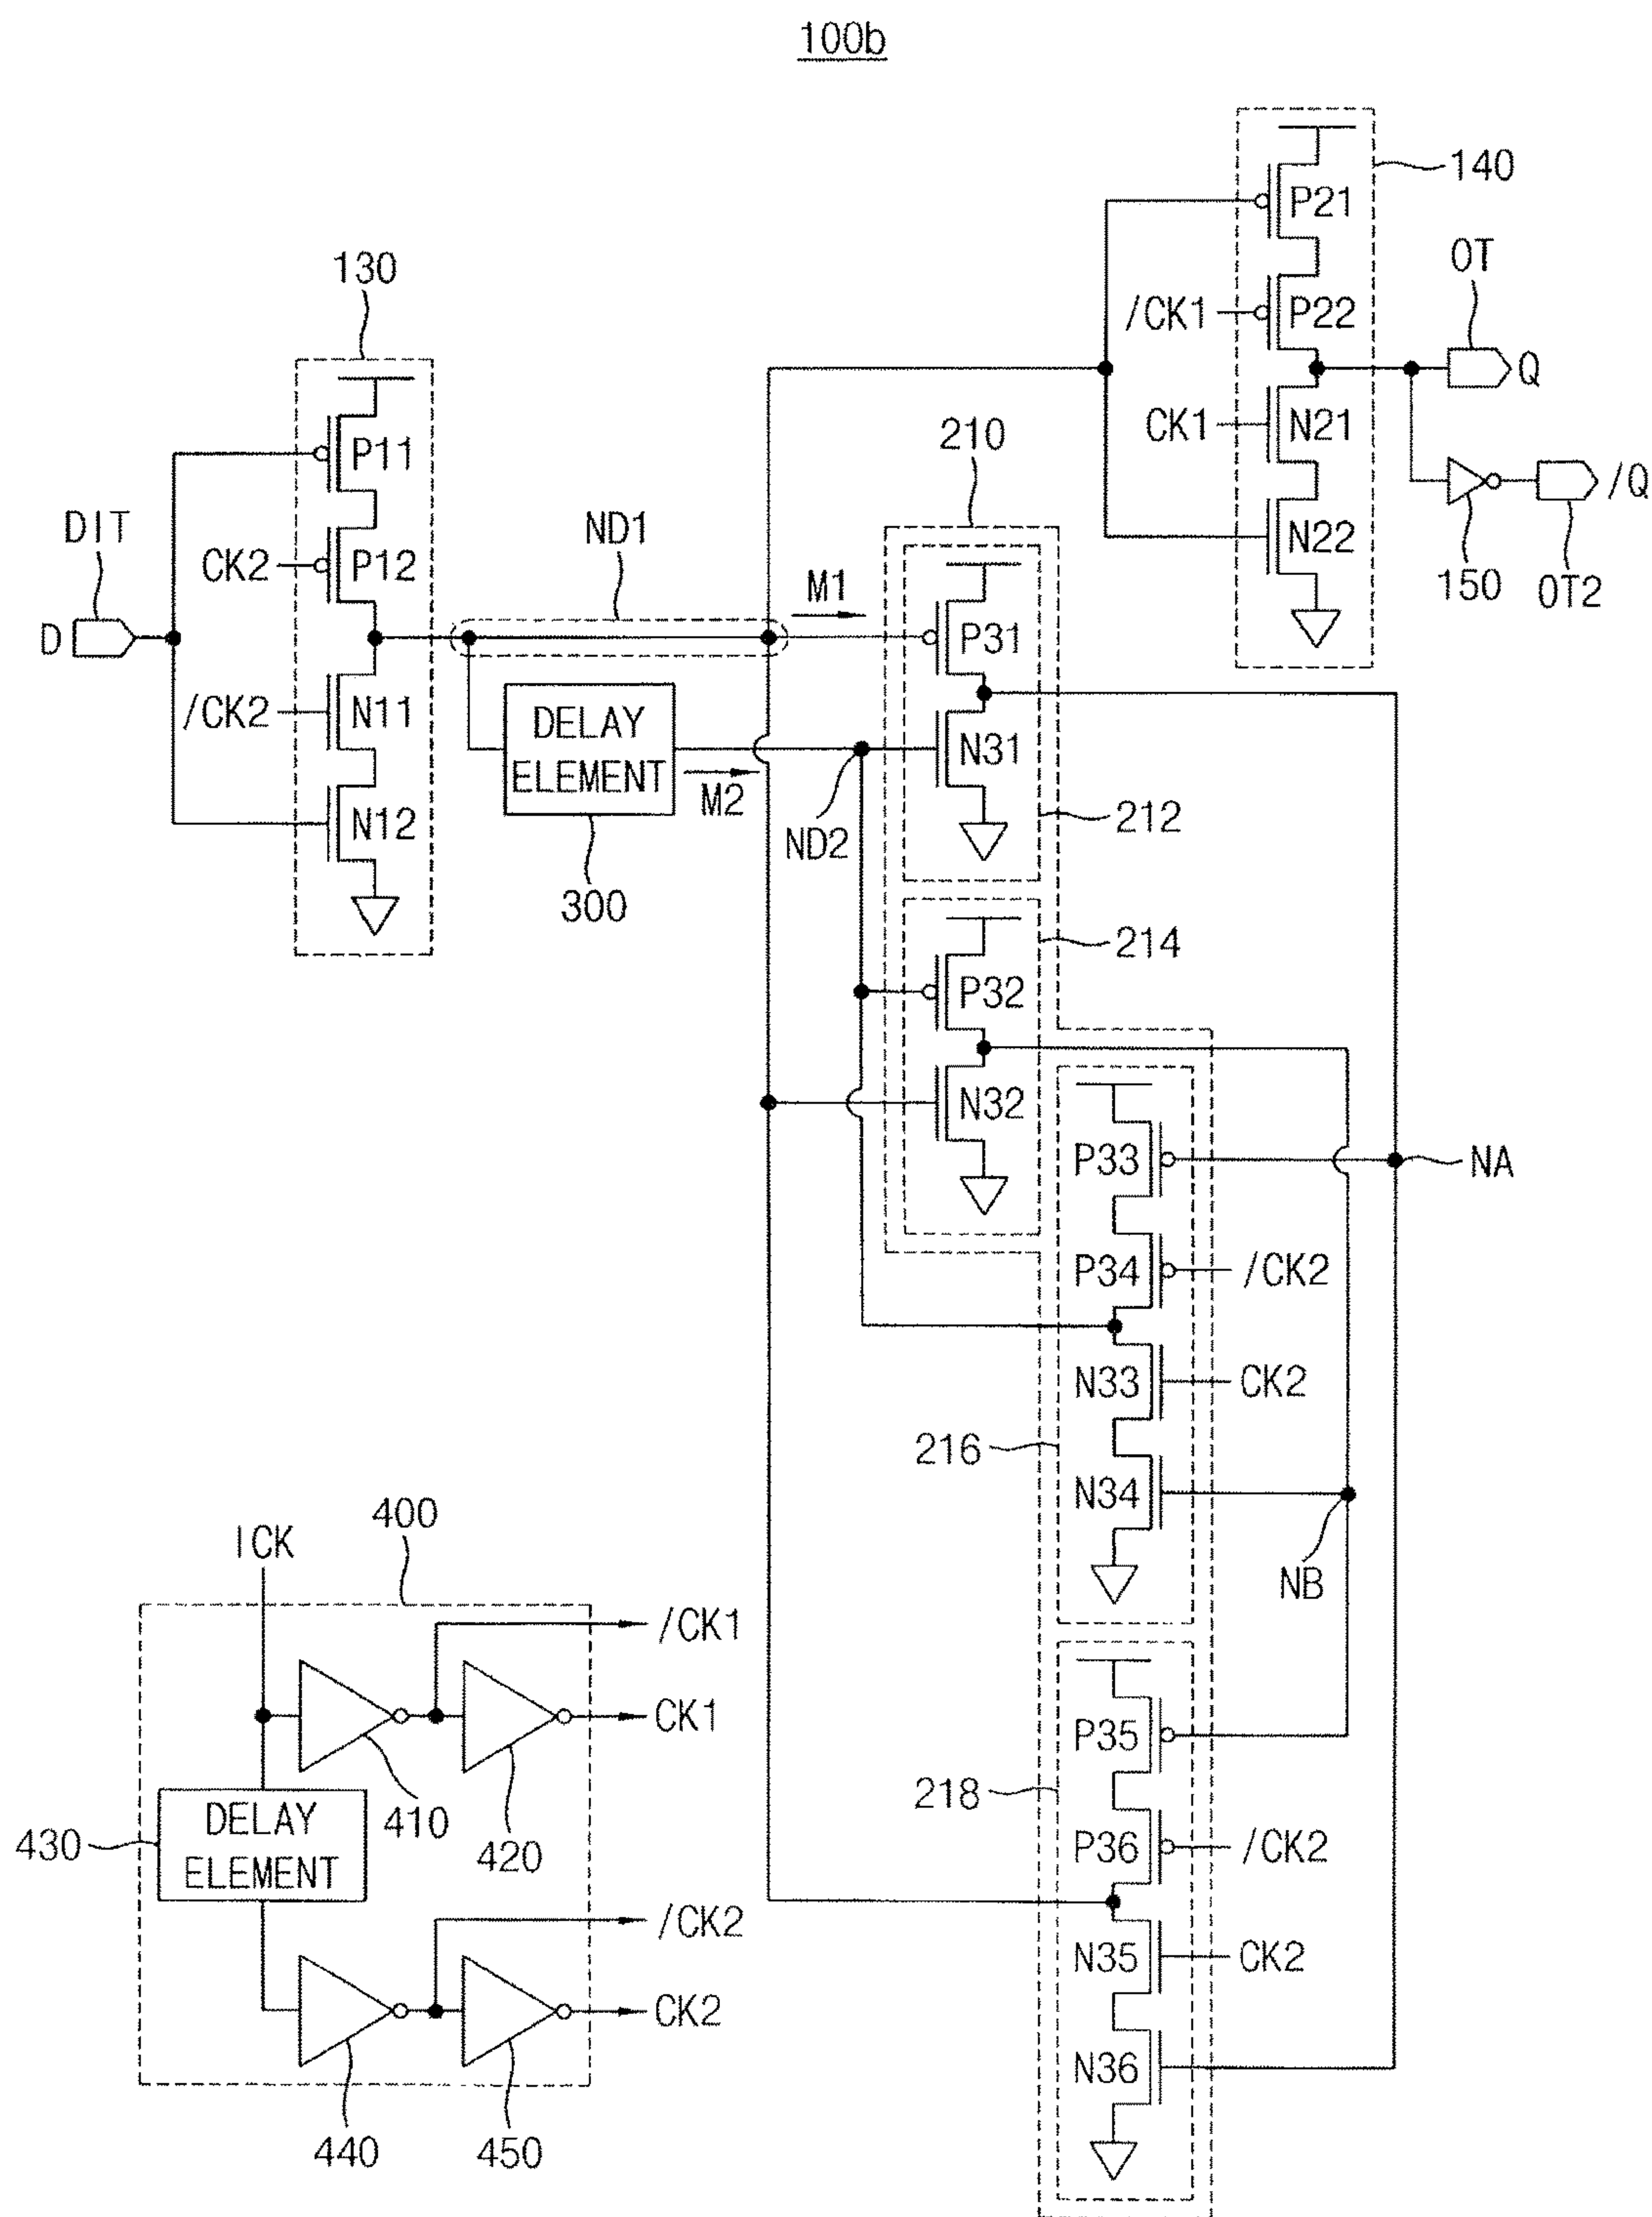 100b
140
P21
OT
130
/CK1
P22
Q
CK1
N21
210
P11
/Q
DIT
ND1
N22
CK2
P12
M1
150
OT2
D
P31
/CK2
N11
DELAY
ELEMENT
N31
M2
N12
ND2
212
300
214
P32
N32
P33
NA
P34
/CK2
N33
CK2
216
N34
400
ICK
NB
/CK1
CK1
P35
218
410
DELAY
ELEMENT
430
420
P36
/CK2
/CK2
N35
CK2
CK2
N36
440
450